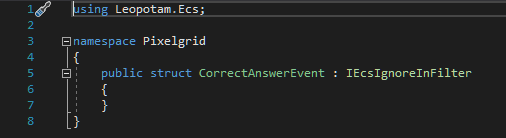 1 using Leopotam.Ecs;
2
3 namespace Pixelgrid
4 {
5 public struct CorrectAnswerEvent : IEcsIgnoreInFilter
6 {
7 }
8 }